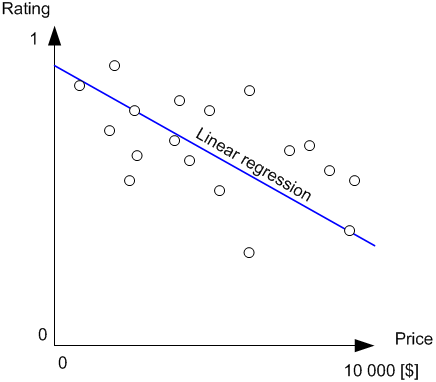 Rating
1
Linear regression
0
Price
0
10 000 [$]